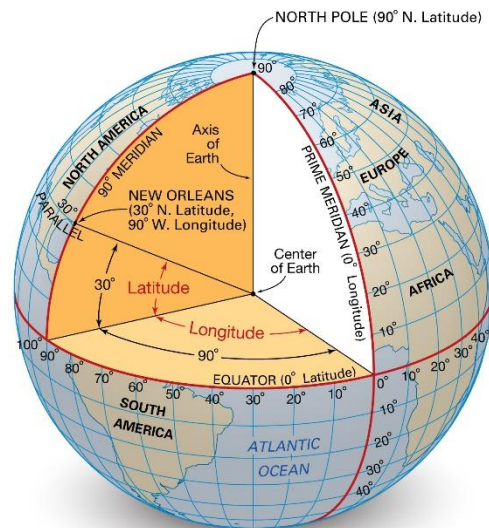 NORTH POLE (90° N. Latitude)
90°
80°
70°
60°
50°
40°
30°
20°
10°
ASIA
EUROPE
AFRICA
NORTH AMERICA
90° MERIDIAN
Axis
of
Earth
PRIME MERIDIAN (0° Longitude)
NEW ORLEANS
(30° N. Latitude,
90° W. Longitude)
30°
PARALLEL
Center
of Earth
30°
Latitude
Longitude
90°
EQUATOR (0° Latitude)
100°
90°
80°
70°
60°
50°
40°
30°
20°
10°
0°
10°
20°
30°
40°
10°
20°
30°
40°
SOUTH
AMERICA
ATLANTIC
OCEAN